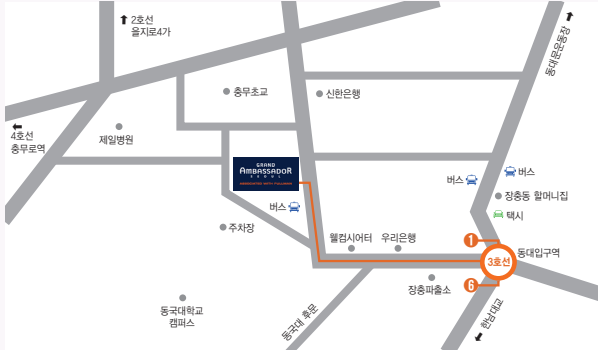 2호선
을지로4가
동대문운동장
충무초교
신한은행
4호선
충무로역
제일병원
GRAND
AMBASSADOR
SEOUL
ASSOCIATED WITH PULLMAN
버스
버스
장충동 할머니집
택시
버스
주차장
웰컴시어터
우리은행
1
동대입구역
3호선
6
장충파출소
동국대학교
캠퍼스
동국대 후문
한남대교